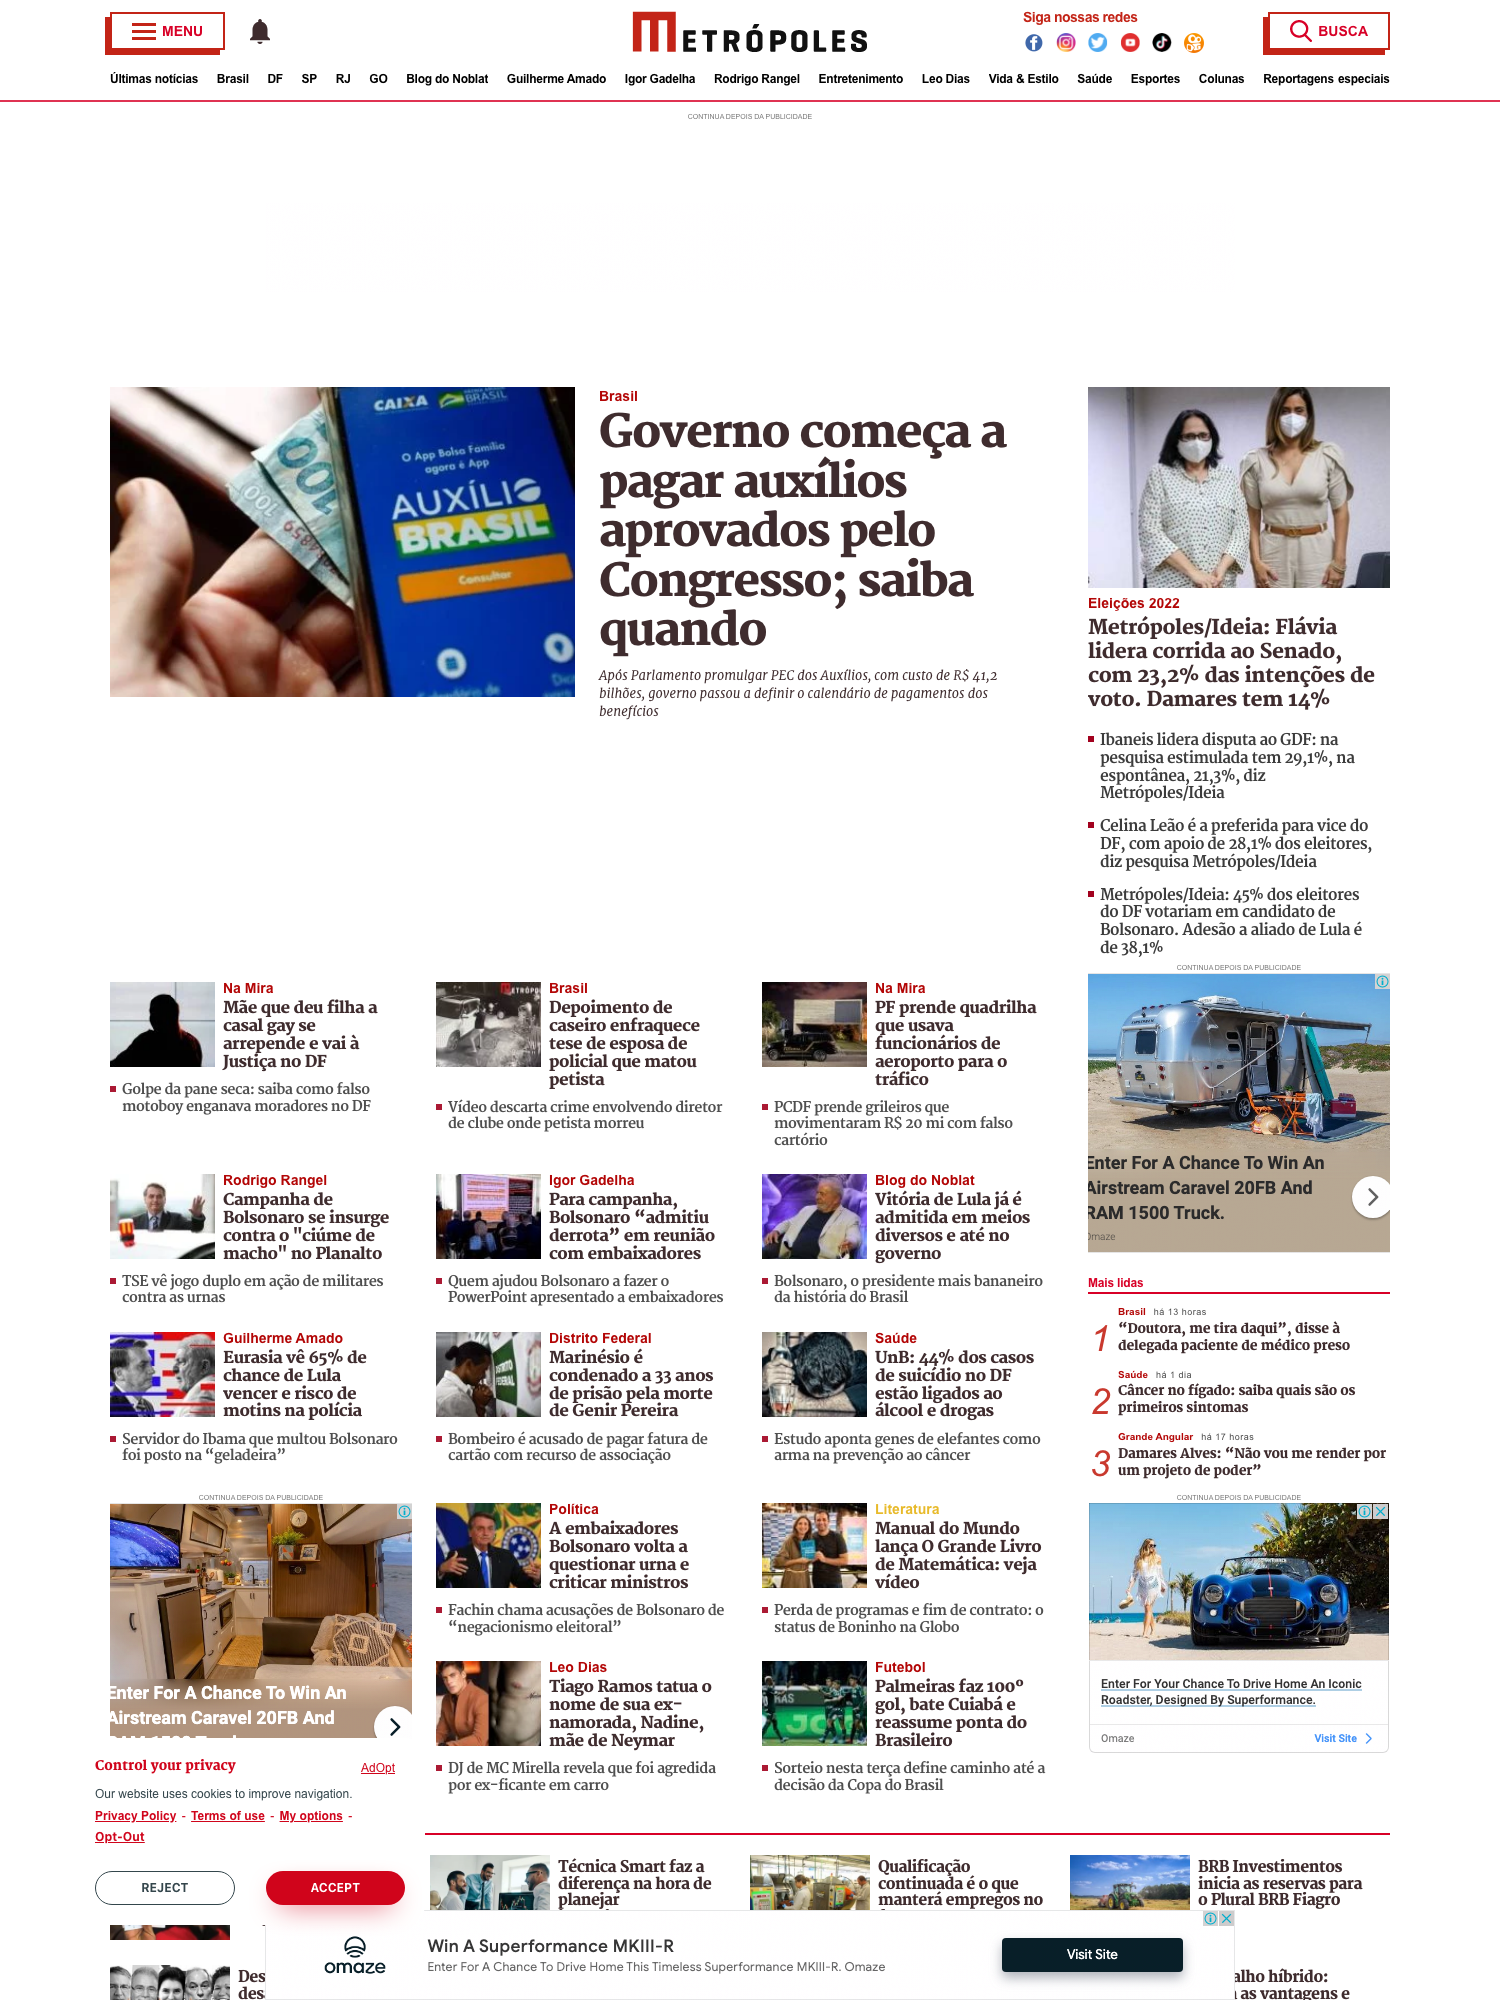 MENU
METRÓPOLES
Siga nossas redes
BUSCA
Últimas notícias Brasil DF SP RJ GO Blog do Noblat Guilherme Amado Igor Gadelha Rodrigo Rangel Entretenimento Leo Dias Vida & Estilo Saúde Esportes Colunas Reportagens especiais
CONTINUA DEPOIS DA PUBLICIDADE
CAIXA
BRASIL
O App Bolsa Família
agora é App
AUXÍLIO
BRASIL
Consultar
100
Brasil
Governo começa a
pagar auxílios
aprovados pelo
Congresso; saiba
quando
Após Parlamento promulgar PEC dos Auxílios, com custo de R$ 41,2
bilhões, governo passou a definir o calendário de pagamentos dos
benefícios
Eleições 2022
Metrópoles/Ideia: Flávia
lidera corrida ao Senado,
com 23,2% das intenções de
voto. Damares tem 14%
Ibaneis lidera disputa ao GDF: na
pesquisa estimulada tem 29,1%, na
espontânea, 21,3%, diz
Metrópoles/Ideia
Celina Leão é a preferida para vice do
DF, com apoio de 28,1% dos eleitores,
diz pesquisa Metrópoles/Ideia
Metrópoles/Ideia: 45% dos eleitores
do DF votariam em candidato de
Bolsonaro. Adesão a aliado de Lula é
de 38,1%
Na Mira
Mãe que deu filha a
casal gay se
arrepende e vai à
Justiça no DF
Golpe da pane seca: saiba como falso
motoboy enganava moradores no DF
Brasil
Depoimento de
caseiro enfraquece
tese de esposa de
policial que matou
petista
Vídeo descarta crime envolvendo diretor
de clube onde petista morreu
Na Mira
PF prende quadrilha
que usava
funcionários de
aeroporto para o
tráfico
PCDF prende grileiros que
movimentaram R$ 20 mi com falso
cartório
CONTINUA DEPOIS DA PUBLICIDADE
Enter For A Chance To Win An
Airstream Caravel 20FB And
RAM 1500 Truck.
Omaze
Rodrigo Rangel
Campanha de
Bolsonaro se insurge
contra o "ciúme de
macho" no Planalto
TSE vê jogo duplo em ação de militares
contra as urnas
Igor Gadelha
Para campanha,
Bolsonaro “admitiu
derrota” em reunião
com embaixadores
Quem ajudou Bolsonaro a fazer o
PowerPoint apresentado a embaixadores
Blog do Noblat
Vitória de Lula já é
admitida em meios
diversos e até no
governo
Bolsonaro, o presidente mais bananeiro
da história do Brasil
Mais lidas
Brasil há 13 horas
1 “Doutora, me tira daqui”, disse à
delegada paciente de médico preso
Saúde há 1 dia
2 Câncer no fígado: saiba quais são os
primeiros sintomas
Grande Angular há 17 horas
3 Damares Alves: “Não vou me render por
um projeto de poder”
Guilherme Amado
Eurasia vê 65% de
chance de Lula
vencer e risco de
motins na polícia
Servidor do Ibama que multou Bolsonaro
foi posto na “geladeira”
Distrito Federal
Marinésio é
condenado a 33 anos
de prisão pela morte
de Genir Pereira
Bombeiro é acusado de pagar fatura de
cartão com recurso de associação
Saúde
UnB: 44% dos casos
de suicídio no DF
estão ligados ao
álcool e drogas
Estudo aponta genes de elefantes como
arma na prevenção ao câncer
CONTINUA DEPOIS DA PUBLICIDADE
Enter For A Chance To Win An
Airstream Caravel 20FB And
Política
A embaixadores
Bolsonaro volta a
questionar urna e
criticar ministros
Fachin chama acusações de Bolsonaro de
“negacionismo eleitoral”
Literatura
Manual do Mundo
lança O Grande Livro
de Matemática: veja
vídeo
Perda de programas e fim de contrato: o
status de Boninho na Globo
CONTINUA DEPOIS DA PUBLICIDADE
Enter For Your Chance To Drive Home An Iconic
Roadster, Designed By Superformance.
Omaze
Visit Site
Leo Dias
Tiago Ramos tatua o
nome de sua ex-
namorada, Nadine,
mãe de Neymar
DJ de MC Mirella revela que foi agredida
por ex-ficante em carro
Futebol
Palmeiras faz 100º
gol, bate Cuiabá e
reassume ponta do
Brasileiro
Sorteio nesta terça define caminho até a
decisão da Copa do Brasil
Control your privacy
AdOpt
Our website uses cookies to improve navigation.
Privacy Policy - Terms of use - My options -
Opt-Out
REJECT
ACCEPT
Técnica Smart faz a
diferença na hora de
planejar
Qualificação
continuada é o que
manterá empregos no
BRB Investimentos
inicia as reservas para
o Plural BRB Fiagro
omaze
Win A Superformance MKIII-R
Enter For A Chance To Drive Home This Timeless Superformance MKIII-R. Omaze
Visit Site
Des
des
alho híbrido:
as vantagens e